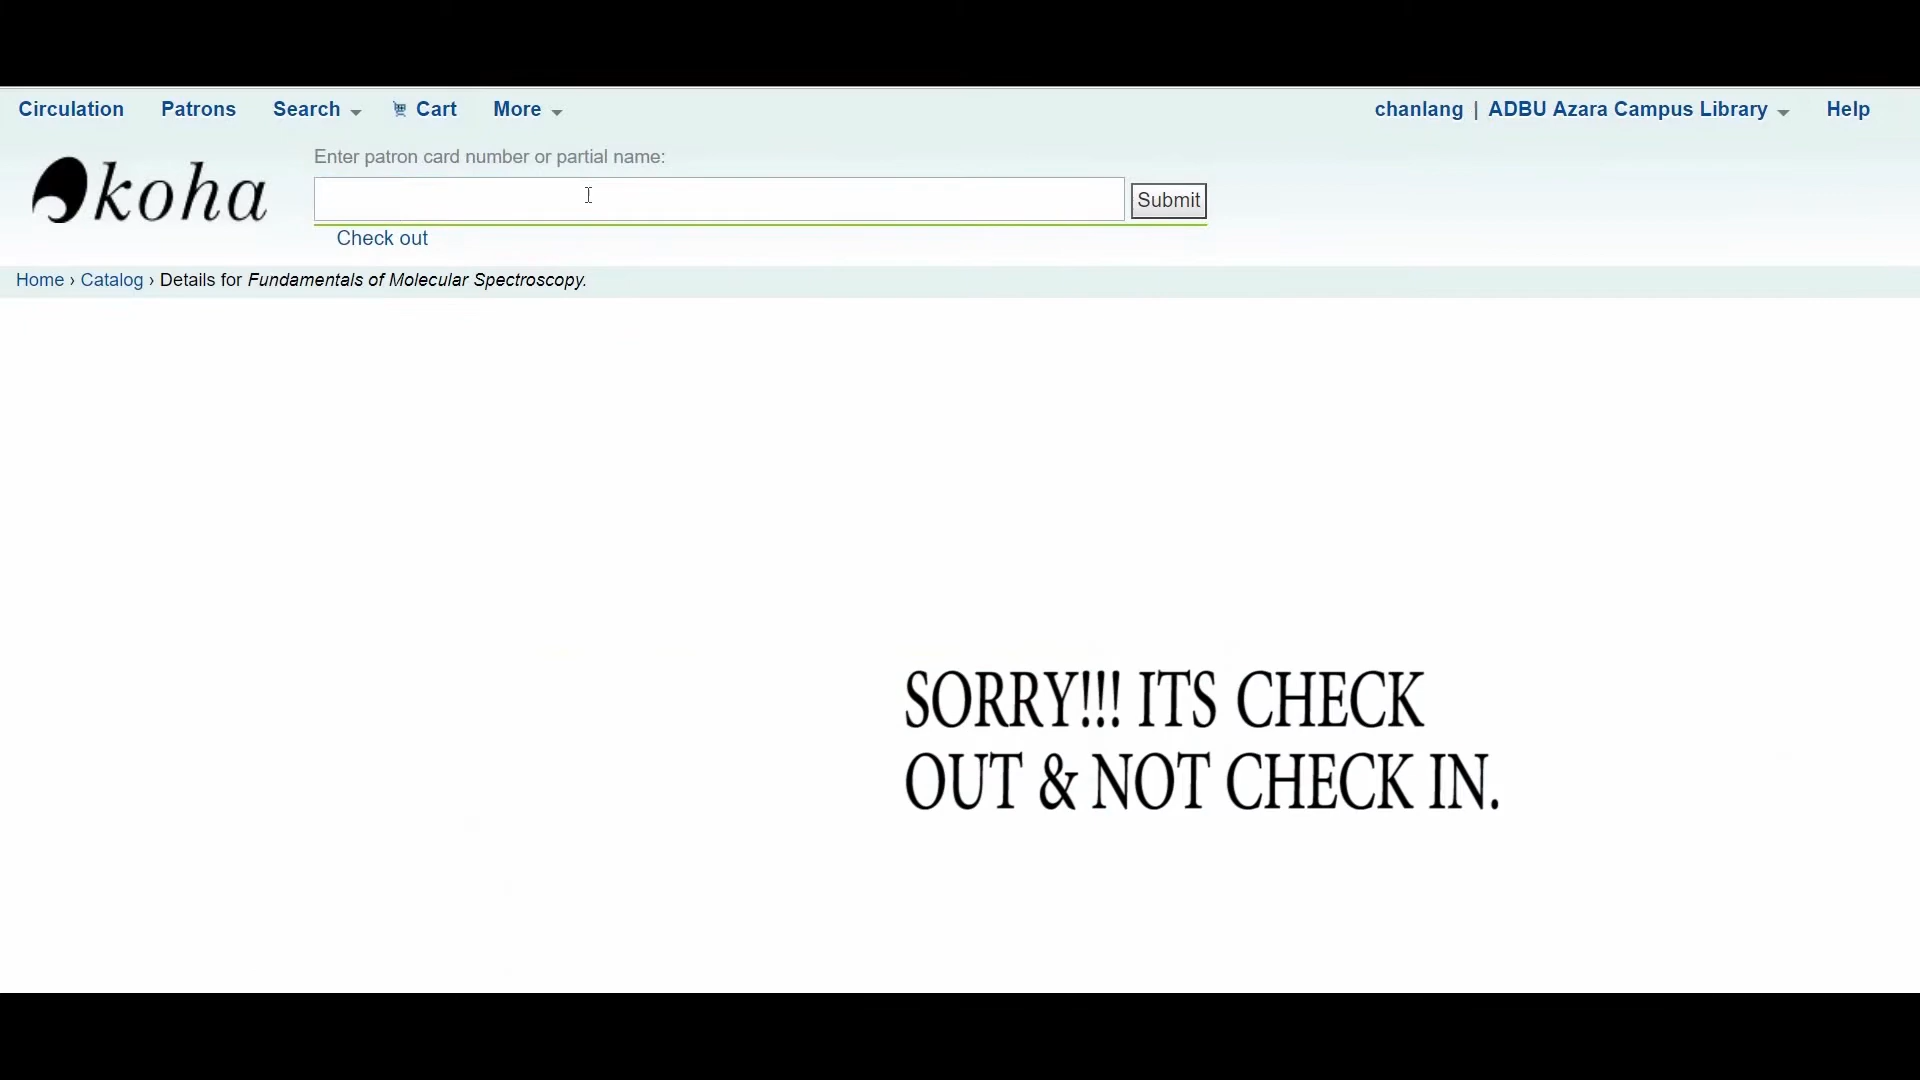 Circulation Patrons Search Cart More chanlang | ADBU Azara Campus Library Help
Enter patron card number or partial name:
koha
Submit
Check out
Home › Catalog › Details for Fundamentals of Molecular Spectroscopy.
SORRY!!! ITS CHECK
OUT & NOT CHECK IN.